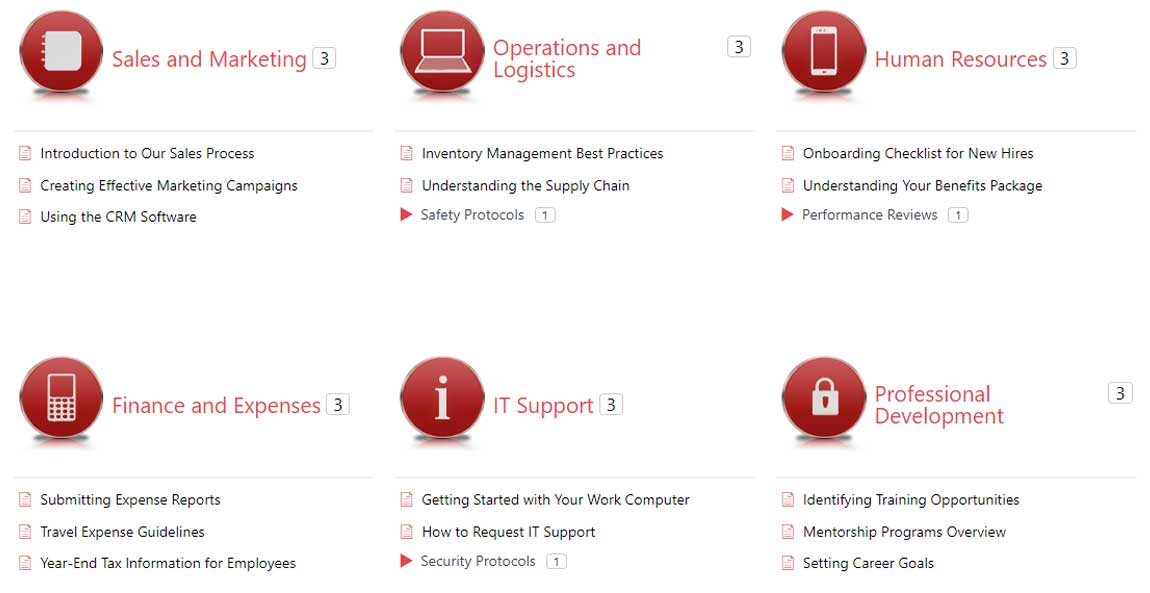 Sales and Marketing 3
Introduction to Our Sales Process
Creating Effective Marketing Campaigns
Using the CRM Software
Operations and 3
Logistics
Inventory Management Best Practices
Understanding the Supply Chain
Safety Protocols 1
Human Resources 3
Onboarding Checklist for New Hires
Understanding Your Benefits Package
Performance Reviews 1
Finance and Expenses 3
Submitting Expense Reports
Travel Expense Guidelines
Year-End Tax Information for Employees
IT Support 3
Getting Started with Your Work Computer
How to Request IT Support
Security Protocols 1
Professional 3
Development
Identifying Training Opportunities
Mentorship Programs Overview
Setting Career Goals